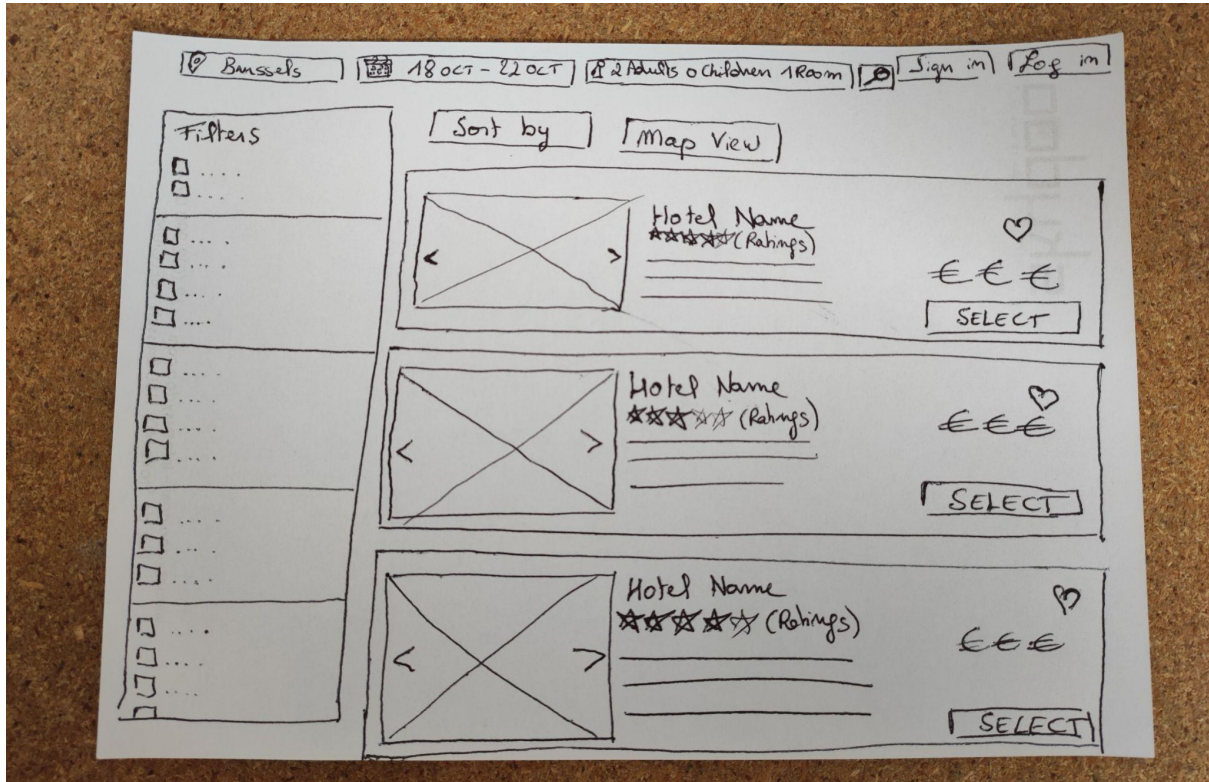 Brussels 18 OCT - 22 OCT 2 Adults 0 Children 1 Room Sign in Log in
Filters
Sort by Map View
Hotel Name
(Ratings)
€ € €
SELECT
Hotel Name
(Ratings)
€ € €
SELECT
Hotel Name
(Ratings)
€ € €
SELECT